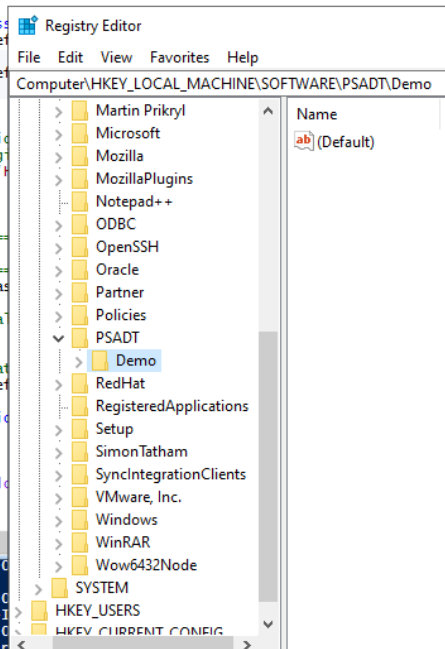 Registry Editor
File Edit View Favorites Help
Computer\HKEY_LOCAL_MACHINE\SOFTWARE\PSADT\Demo
Name
ab (Default)
Martin Prikryl
Microsoft
Mozilla
MozillaPlugins
Notepad++
ODBC
OpenSSH
Oracle
Partner
Policies
PSADT
Demo
RedHat
RegisteredApplications
Setup
SimonTatham
SyncIntegrationClients
VMware, Inc.
Windows
WinRAR
Wow6432Node
SYSTEM
HKEY_USERS
HKEY_CURRENT_CONFIG